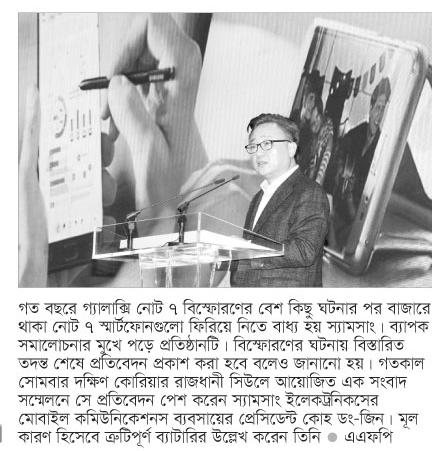 গত বছরে গ্যালাক্সি নোট ৭ বিস্ফোরণের বেশ কিছু ঘটনার পর বাজারে
থাকা নোট ৭ স্মার্টফোনগুলো ফিরিয়ে নিতে বাধ্য হয় স্যামসাং। ব্যাপক
সমালোচনার মুখে পড়ে প্রতিষ্ঠানটি। বিস্ফোরণের ঘটনায় বিস্তারিত
তদন্ত শেষে প্রতিবেদন প্রকাশ করা হবে বলেও জানানো হয়। গতকাল
সোমবার দক্ষিণ কোরিয়ার রাজধানী সিউলে আয়োজিত এক সংবাদ
সম্মেলনে সে প্রতিবেদন পেশ করেন স্যামসাং ইলেকট্রনিকসের
মোবাইল কমিউনিকেশনস ব্যবসায়ের প্রেসিডেন্ট কোহ ডং-জিন। মূল
কারণ হিসেবে ত্রুটিপূর্ণ ব্যাটারির উল্লেখ করেন তিনি ● এএফপি